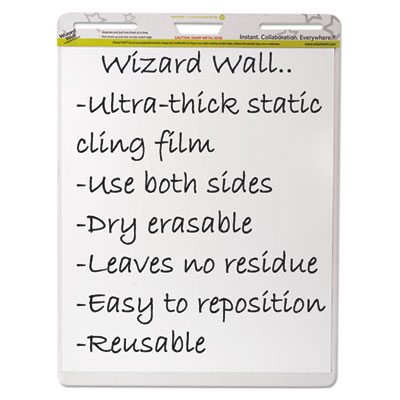 Wizard Wall
CAUTION: SHARP METAL EDGE
Instant. Collaboration. Everywhere.
Wizard Wall..
-Ultra-thick static
cling film
-Use both sides
-Dry erasable
-Leaves no residue
-Easy to reposition
-Reusable